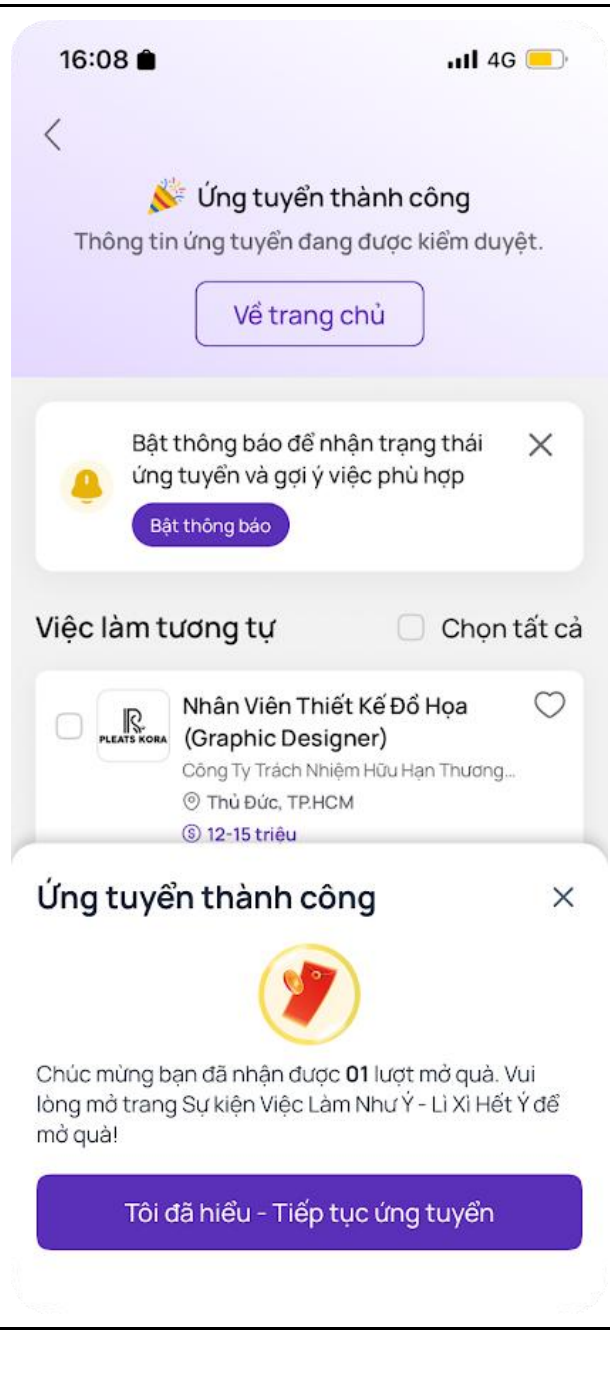 16:08
4G
🎉 Ứng tuyển thành công
Thông tin ứng tuyển đang được kiểm duyệt.
Về trang chủ
Bật thông báo để nhận trạng thái
ứng tuyển và gợi ý việc phù hợp
Bật thông báo
Việc làm tương tự
Chọn tất cả
PLEATS KORA
Nhân Viên Thiết Kế Đồ Họa
(Graphic Designer)
Công Ty Trách Nhiệm Hữu Hạn Thương...
Thủ Đức, TP.HCM
12-15 triệu
Ứng tuyển thành công
Chúc mừng bạn đã nhận được 01 lượt mở quà. Vui
lòng mở trang Sự kiện Việc Làm Như Ý - Lì Xì Hết Ý để
mở quà!
Tôi đã hiểu - Tiếp tục ứng tuyển